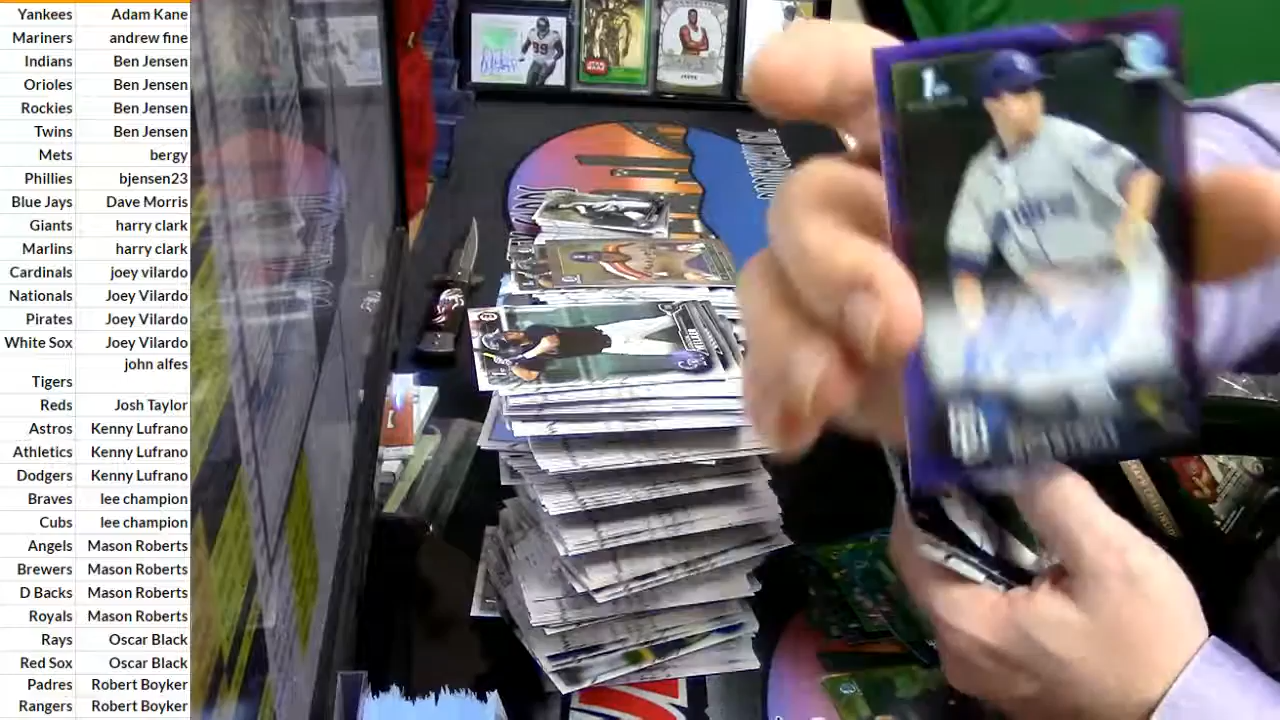 Yankees Adam Kane
Mariners andrew fine
Indians Ben Jensen
Orioles Ben Jensen
Rockies Ben Jensen
Twins Ben Jensen
Mets bergy
Phillies bjensen23
Blue Jays Dave Morris
Giants harry clark
Marlins harry clark
Cardinals joey vilardo
Nationals Joey Vilardo
Pirates Joey Vilardo
White Sox Joey Vilardo
Tigers john alfes
Reds Josh Taylor
Astros Kenny Lufrano
Athletics Kenny Lufrano
Dodgers Kenny Lufrano
Braves lee champion
Cubs lee champion
Angels Mason Roberts
Brewers Mason Roberts
D Backs Mason Roberts
Royals Mason Roberts
Rays Oscar Black
Red Sox Oscar Black
Padres Robert Boyker
Rangers Robert Boyker
99
STAR WARS
1st